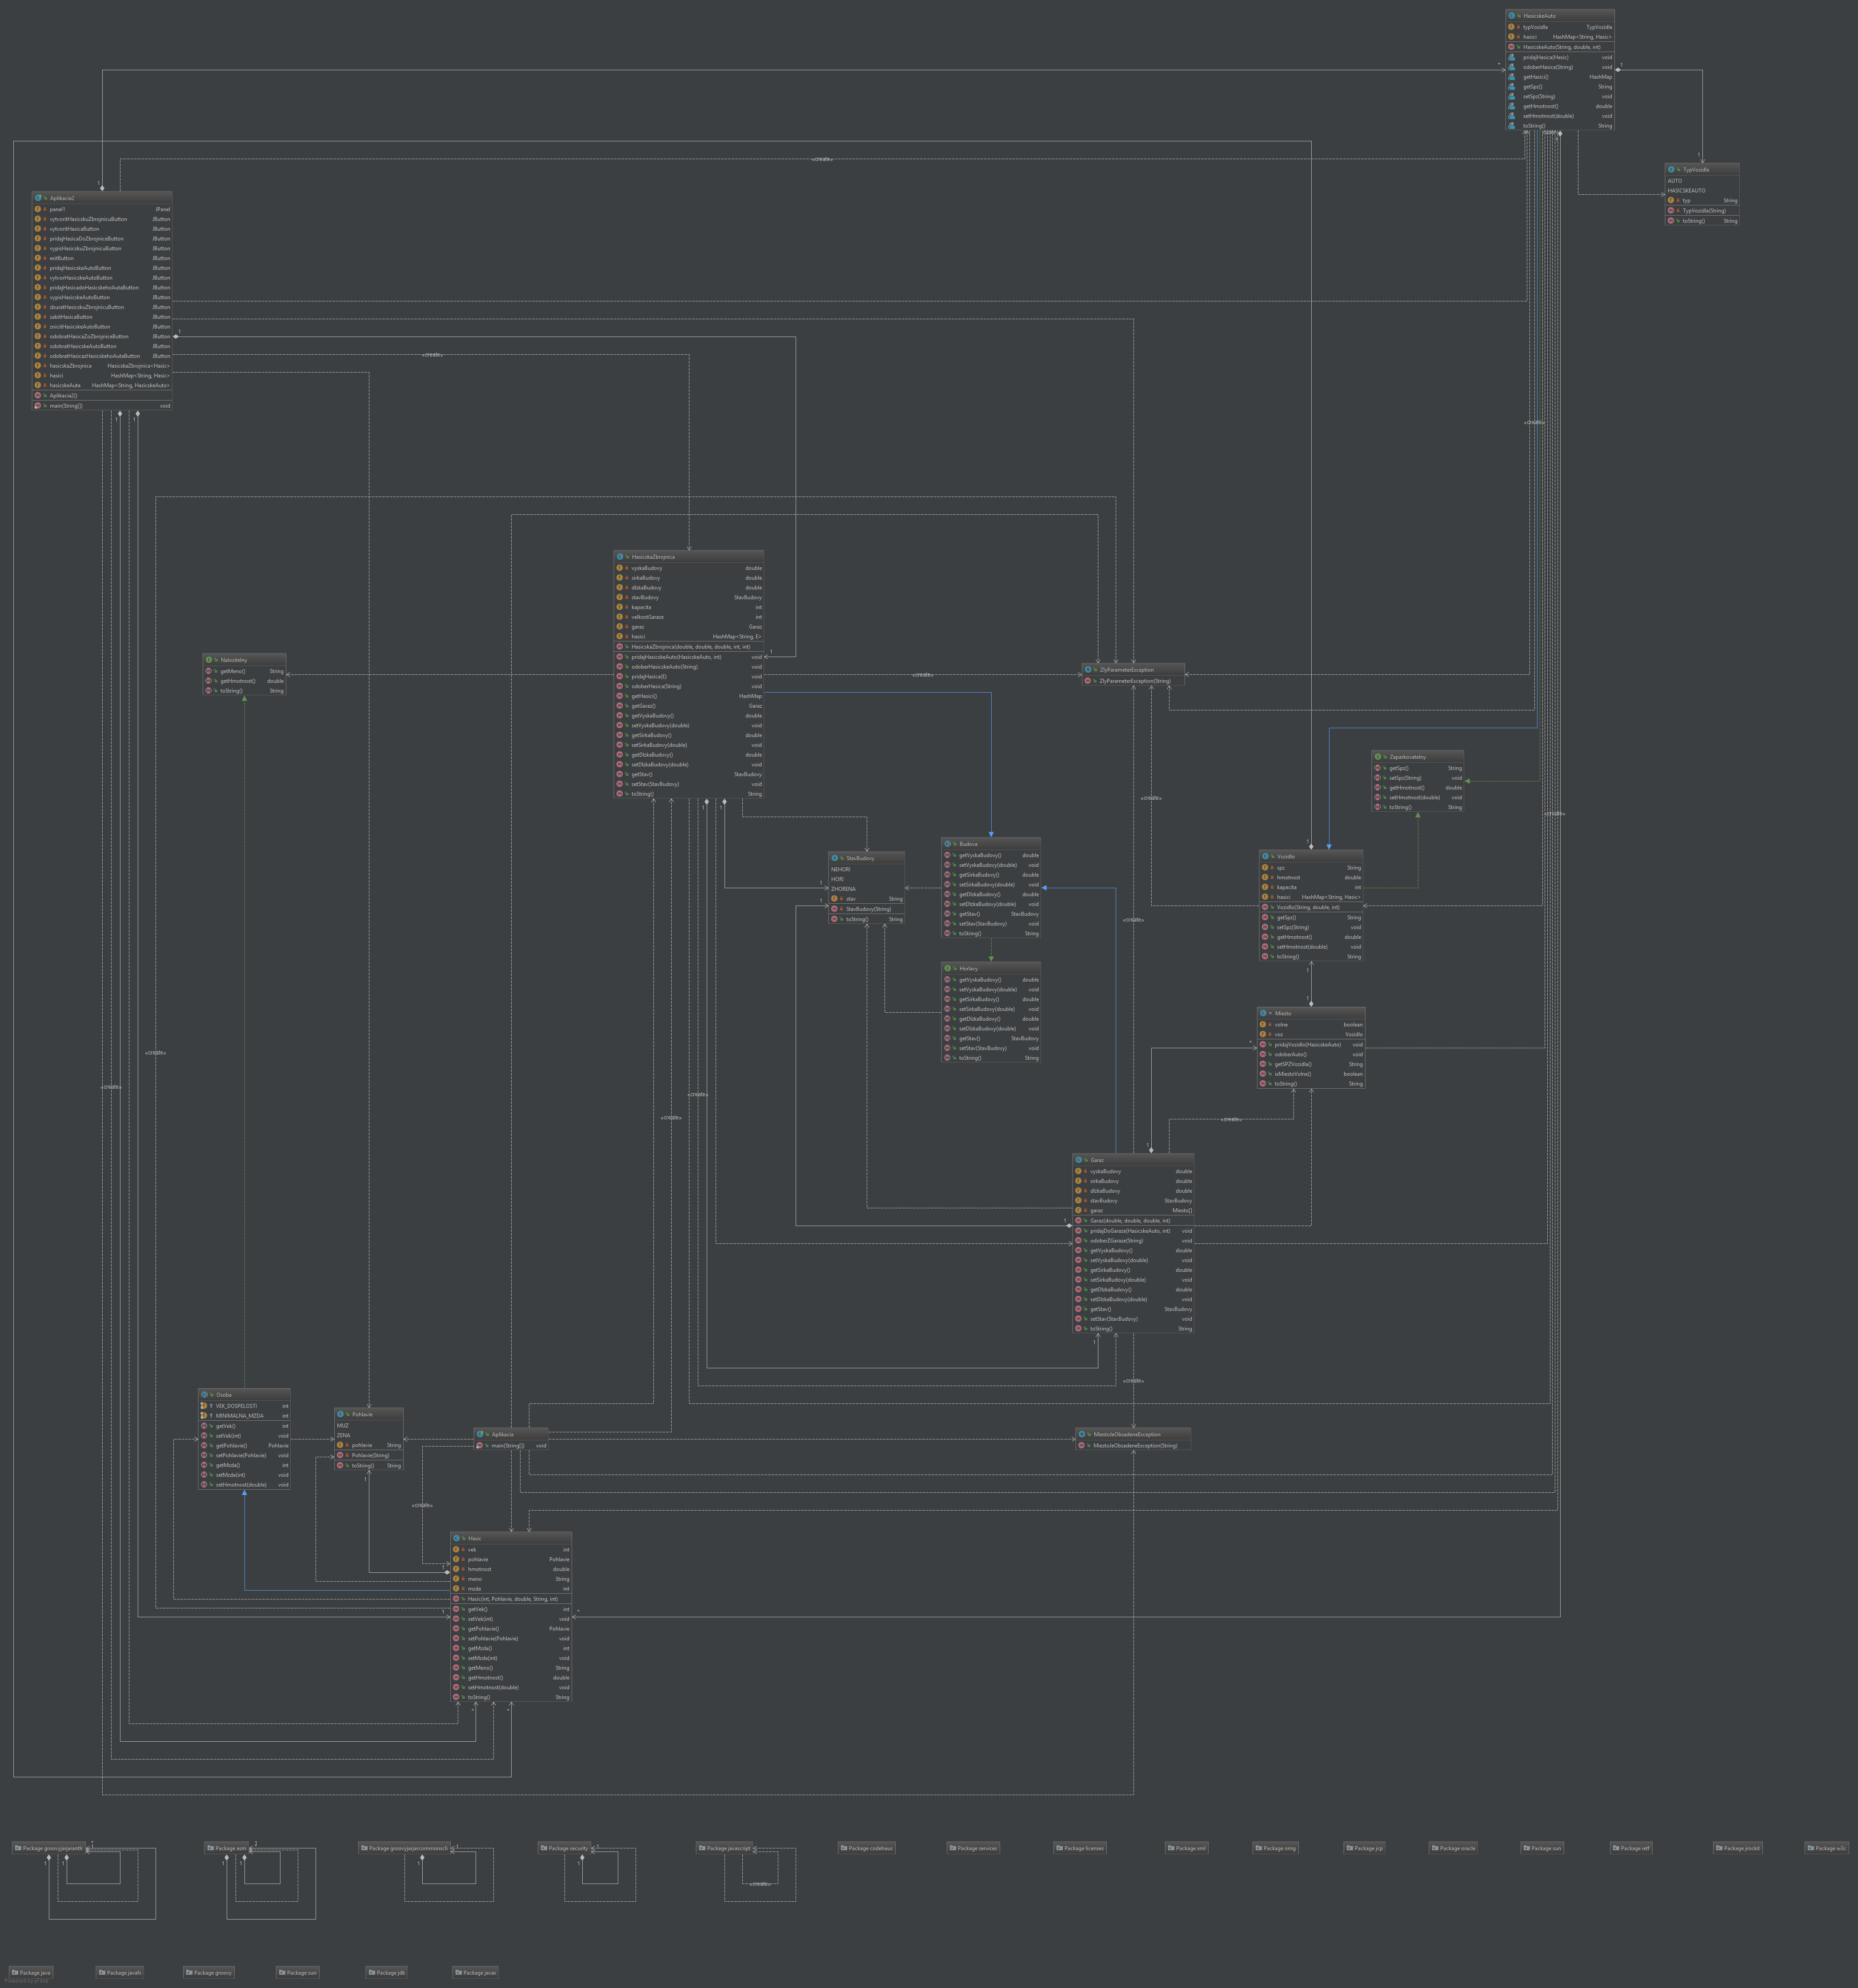 HasicskeAuto
typVozidla TypVozidla
hasici HashMap<String, Hasic>
HasicskeAuto(String, double, int)
pridajHasica(Hasic) void
odoberHasica(String) void
getHasici() HashMap
getSpz() String
setSpz(String) void
getHmotnost() double
setHmotnost(double) void
toString() String
TypVozidla
AUTO
HASICSKEAUTO
typ String
TypVozidla(String)
toString() String
«create»
Aplikacia2
panel1 JPanel
vytvoritHasicskuZbrojnicuButton JButton
vytvoritHasicaButton JButton
pridajHasicaDoZbrojniceButton JButton
vypisHasicskuZbrojnicuButton JButton
exitButton JButton
pridajHasicskeAutoButton JButton
vytvorHasicskeAutoButton JButton
pridajHasicadoHasicskehoAutaButton JButton
vypisHasicskeAutoButton JButton
zburatHasicskuZbrojnicuButton JButton
zabitHasicaButton JButton
znicitHasicskeAutoButton JButton
odobratHasicaZoZbrojniceButton JButton
odobratHasicskeAutoButton JButton
odobratHasicazHasicskehoAutaButton JButton
hasicskaZbrojnica HasicskaZbrojnica<Hasic>
hasici HashMap<String, Hasic>
hasicskeAuta HashMap<String, HasicskeAuto>
Aplikacia2()
main(String[]) void
«create»
«create»
HasicskaZbrojnica
vyskaBudovy double
sirkaBudovy double
dlzkaBudovy double
stavBudovy StavBudovy
kapacita int
velkostGaraze int
garaz Garaz
hasici HashMap<String, E>
HasicskaZbrojnica(double, double, double, int, int)
pridajHasicskeAuto(HasicskeAuto, int) void
odoberHasicskeAuto(String) void
pridajHasica(E) void
odoberHasica(String) void
getHasici() HashMap
getGaraz() Garaz
getVyskaBudovy() double
setVyskaBudovy(double) void
getSirkaBudovy() double
setSirkaBudovy(double) void
getDlzkaBudovy() double
setDlzkaBudovy(double) void
getStav() StavBudovy
setStav(StavBudovy) void
toString() String
Nakositelny
getMeno() String
getHmotnost() double
toString() String
«create»
ZlyParameterException
ZlyParameterException(String)
Zaparkovatelny
getSpz() String
setSpz(String) void
getHmotnost() double
setHmotnost(double) void
toString() String
«create»
«create»
StavBudovy
NEHORI
HORI
ZHORENA
stav String
StavBudovy(String)
toString() String
Budova
getVyskaBudovy() double
setVyskaBudovy(double) void
getSirkaBudovy() double
setSirkaBudovy(double) void
getDlzkaBudovy() double
setDlzkaBudovy(double) void
getStav() StavBudovy
setStav(StavBudovy) void
toString() String
Vozidlo
spz String
hmotnost double
kapacita int
hasici HashMap<String, Hasic>
Vozidlo(String, double, int)
getSpz() String
setSpz(String) void
getHmotnost() double
setHmotnost(double) void
toString() String
«create»
Horlavy
getVyskaBudovy() double
setVyskaBudovy(double) void
getSirkaBudovy() double
setSirkaBudovy(double) void
getDlzkaBudovy() double
setDlzkaBudovy(double) void
getStav() StavBudovy
setStav(StavBudovy) void
toString() String
Miesto
volne boolean
voz Vozidlo
pridajVozidlo(HasicskeAuto) void
odoberAuto() void
getSPZVozidla() String
isMiestoVolne() boolean
toString() String
«create»
«create»
«create»
«create»
«create»
Garaz
vyskaBudovy double
sirkaBudovy double
dlzkaBudovy double
stavBudovy StavBudovy
garaz Miesto[]
Garaz(double, double, double, int)
pridajDoGaraze(HasicskeAuto, int) void
odoberZGaraze(String) void
getVyskaBudovy() double
setVyskaBudovy(double) void
getSirkaBudovy() double
setSirkaBudovy(double) void
getDlzkaBudovy() double
setDlzkaBudovy(double) void
getStav() StavBudovy
setStav(StavBudovy) void
toString() String
«create»
Osoba
VEK_DOSPELOSTI int
MINIMALNA_MZDA int
getVek() int
setVek(int) void
getPohlavie() Pohlavie
setPohlavie(Pohlavie) void
getMzda() int
setMzda(int) void
setHmotnost(double) void
Pohlavie
MUZ
ZENA
pohlavie String
Pohlavie(String)
toString() String
Aplikacia
main(String[]) void
MiestoJeObsadeneException
MiestoJeObsadeneException(String)
«create»
Hasic
vek int
pohlavie Pohlavie
hmotnost double
meno String
mzda int
Hasic(int, Pohlavie, double, String, int)
getVek() int
setVek(int) void
getPohlavie() Pohlavie
setPohlavie(Pohlavie) void
getMzda() int
setMzda(int) void
getMeno() String
getHmotnost() double
setHmotnost(double) void
toString() String
Package groovyjarjarantlr
Package asm
Package groovyjarjarcommonscli
Package security
Package javascript
Package codehaus
Package services
Package licenses
Package xml
Package omg
Package jcp
Package oracle
Package sun
Package ietf
Package jrockit
Package w3c
«create»
Package java
Package javafx
Package groovy
Package sun
Package jdk
Package javax
Powered by yFiles